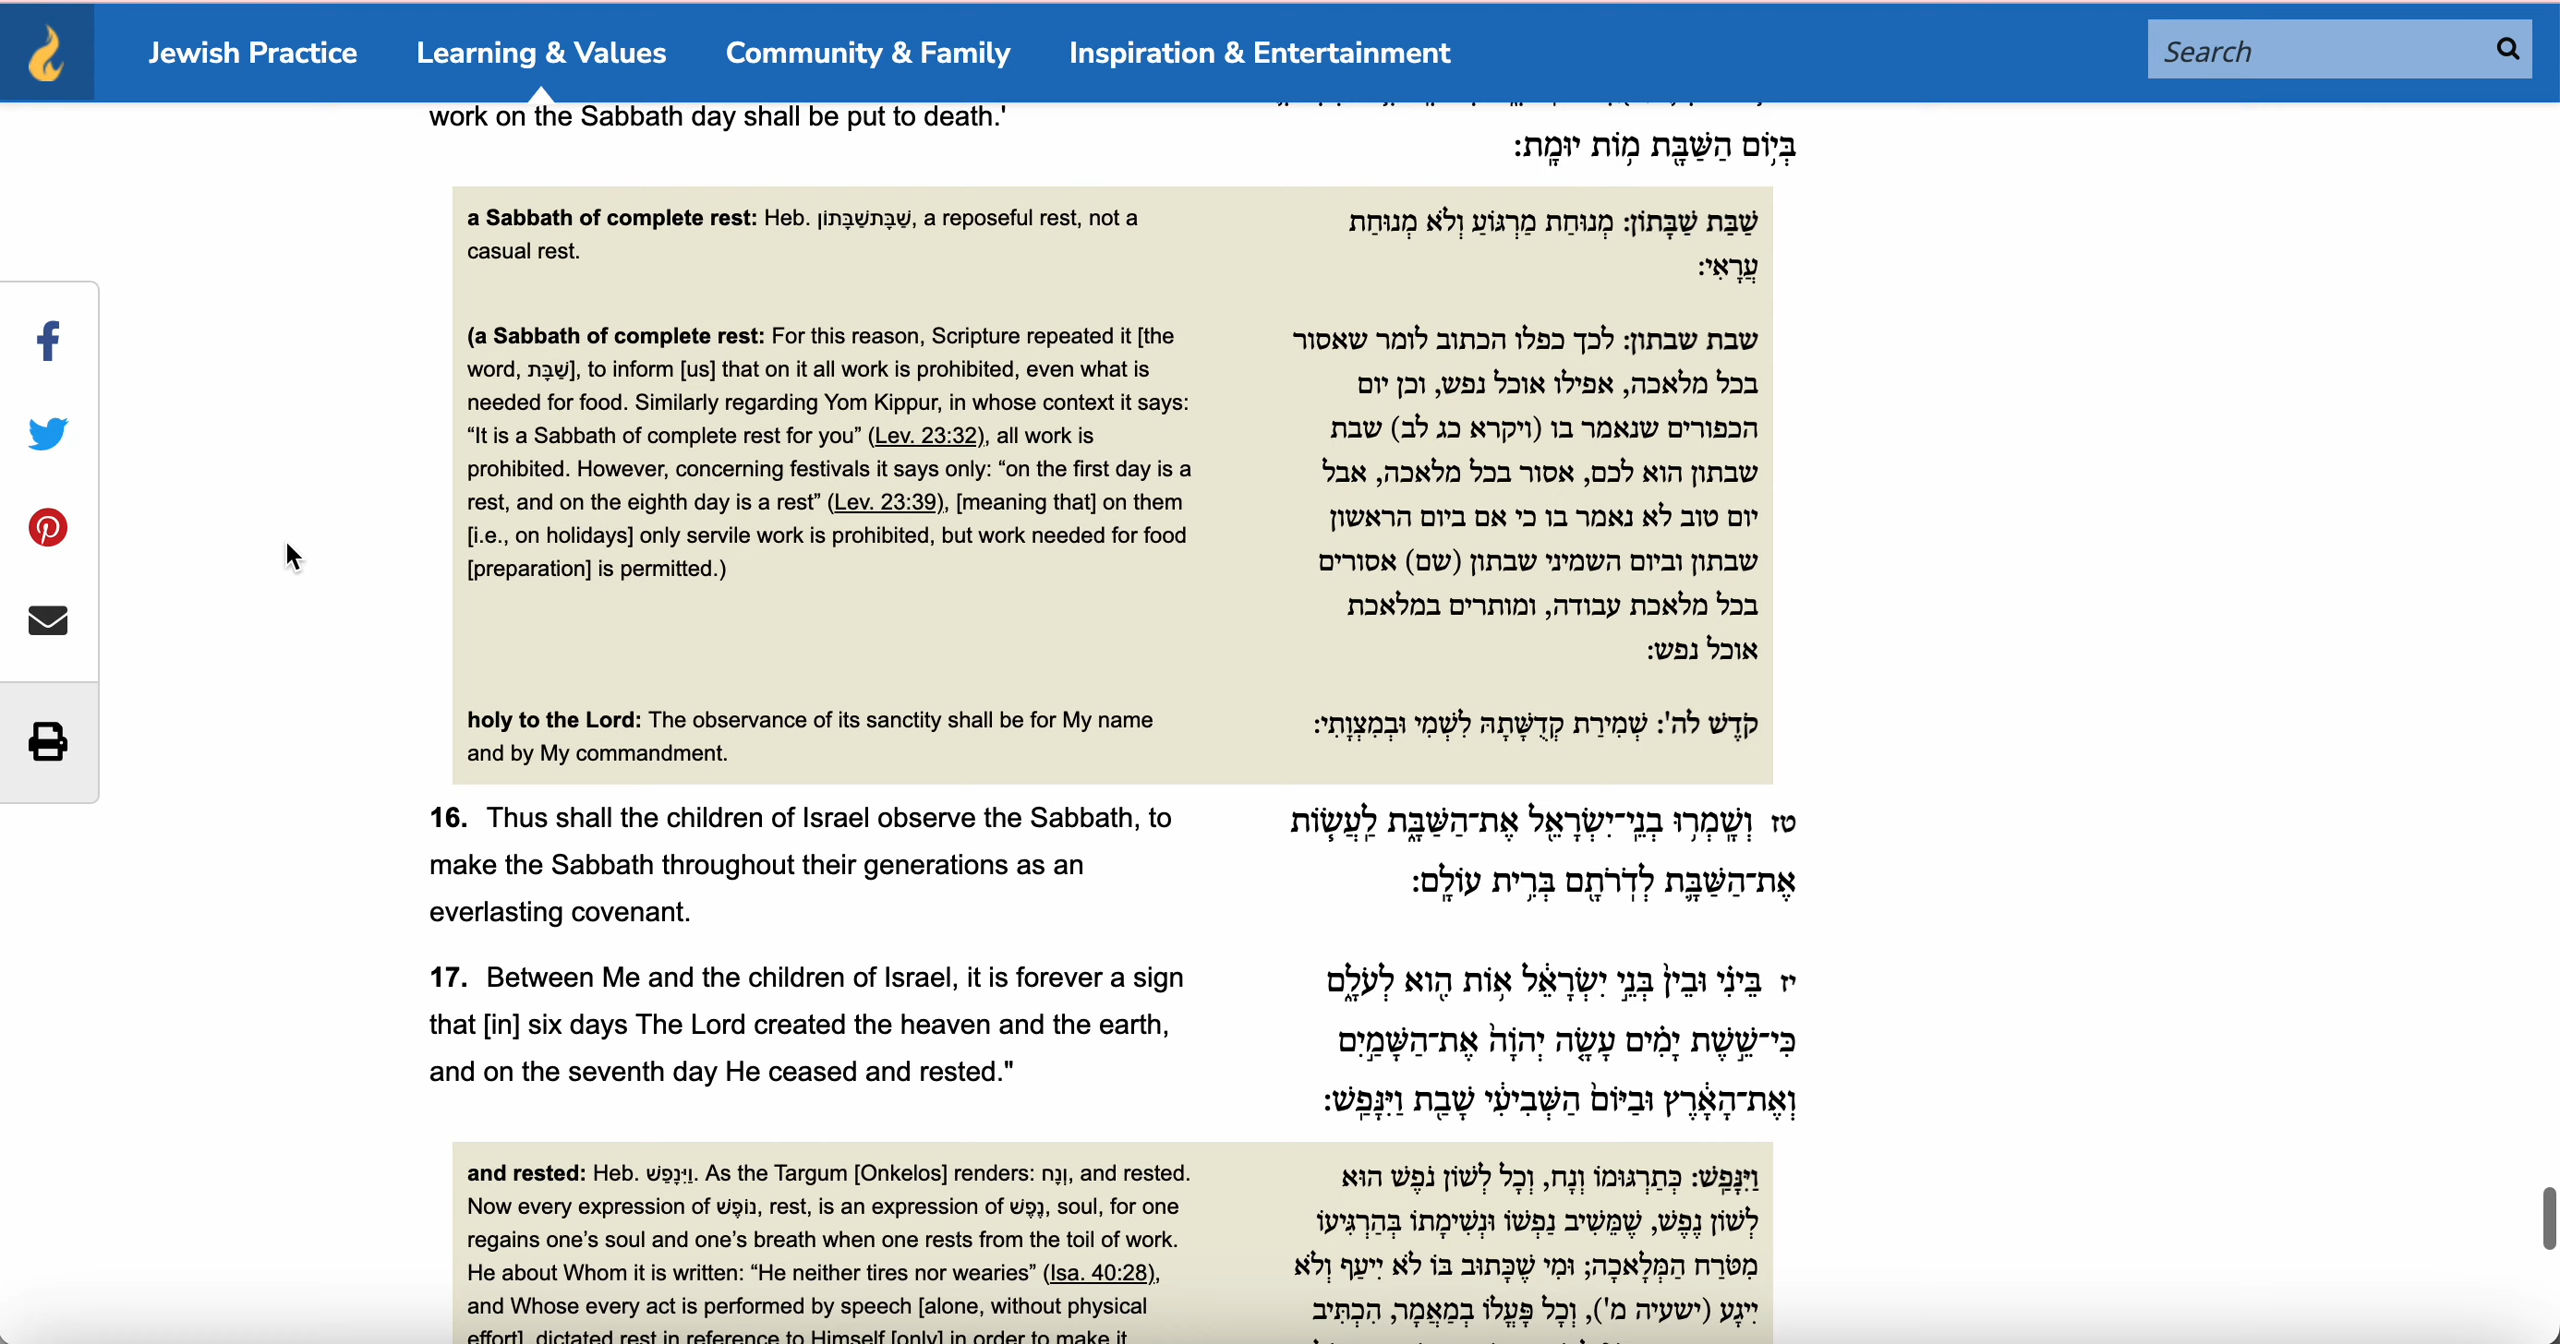 Jewish Practice Learning & Values Community & Family Inspiration & Entertainment Search
work on the Sabbath day shall be put to death.'
בְּי֥וֹם הַשַּׁבָּ֖ת מ֥וֹת יוּמָֽת:
a Sabbath of complete rest: Heb. שַׁבָּתשַׁבָּתוֹן, a reposeful rest, not a
casual rest.
שַׁבַּת שַׁבָּתוֹן: מְנוּחַת מַרְגּוֹעַ וְלֹא מְנוּחַת
עֲרָאִי:
(a Sabbath of complete rest: For this reason, Scripture repeated it [the
word, שַׁבָּת], to inform [us] that on it all work is prohibited, even what is
needed for food. Similarly regarding Yom Kippur, in whose context it says:
“It is a Sabbath of complete rest for you” (Lev. 23:32), all work is
prohibited. However, concerning festivals it says only: “on the first day is a
rest, and on the eighth day is a rest” (Lev. 23:39), [meaning that] on them
[i.e., on holidays] only servile work is prohibited, but work needed for food
[preparation] is permitted.)
שבת שבתון: לכך כפלו הכתוב לומר שאסור
בכל מלאכה, אפילו אוכל נפש, וכן יום
הכפורים שנאמר בו (ויקרא כג לב) שבת
שבתון הוא לכם, אסור בכל מלאכה, אבל
יום טוב לא נאמר בו כי אם ביום הראשון
שבתון וביום השמיני שבתון (שם) אסורים
בכל מלאכת עבודה, ומותרים במלאכת
אוכל נפש:
holy to the Lord: The observance of its sanctity shall be for My name
and by My commandment.
קֹדֶשׁ לה': שְׁמִירַת קְדֻשָּׁתָהּ לִשְׁמִי וּבְמִצְוָתִי:
16. Thus shall the children of Israel observe the Sabbath, to
make the Sabbath throughout their generations as an
everlasting covenant.
טז וְשָֽׁמְר֥וּ בְנֵֽי־יִשְׂרָאֵ֖ל אֶת־הַשַּׁבָּ֑ת לַֽעֲשׂ֧וֹת
אֶת־הַשַּׁבָּ֛ת לְדֹֽרֹתָ֖ם בְּרִ֥ית עוֹלָֽם:
17. Between Me and the children of Israel, it is forever a sign
that [in] six days The Lord created the heaven and the earth,
and on the seventh day He ceased and rested."
יז בֵּינִ֗י וּבֵין֙ בְּנֵ֣י יִשְׂרָאֵ֔ל א֥וֹת הִ֖וא לְעֹלָ֑ם
כִּי־שֵׁ֣שֶׁת יָמִ֗ים עָשָׂ֤ה יְהֹוָה֙ אֶת־הַשָּׁמַ֣יִם
וְאֶת־הָאָ֔רֶץ וּבַיּוֹם֙ הַשְּׁבִיעִ֔י שָׁבַ֖ת וַיִּנָּפַֽשׁ:
and rested: Heb. וַיִּנָפַשׁ. As the Targum [Onkelos] renders: וְנָח, and rested.
Now every expression of נוֹפֶשׁ, rest, is an expression of נֶפֶשׁ, soul, for one
regains one’s soul and one’s breath when one rests from the toil of work.
He about Whom it is written: “He neither tires nor wearies” (Isa. 40:28),
and Whose every act is performed by speech [alone, without physical
effort], dictated rest in reference to Himself [only] in order to make it
וַיִּנָּפַשׁ: כְּתַרְגּוּמוֹ וְנָח, וְכָל לְשׁוֹן נֹפֶשׁ הוּא
לְשׁוֹן נֶפֶשׁ, שֶׁמֵּשִׁיב נַפְשׁוֹ וּנְשִׁימָתוֹ בְּהַרְגִּיעוֹ
מִטֹּרַח הַמְּלָאכָה; וּמִי שֶׁכָּתוּב בּוֹ לֹא יִיעַף וְלֹא
יִיגָע (ישעיה מ'), וְכָל פָּעֳלוֹ בְמַאֲמָר, הִכְתִּיב